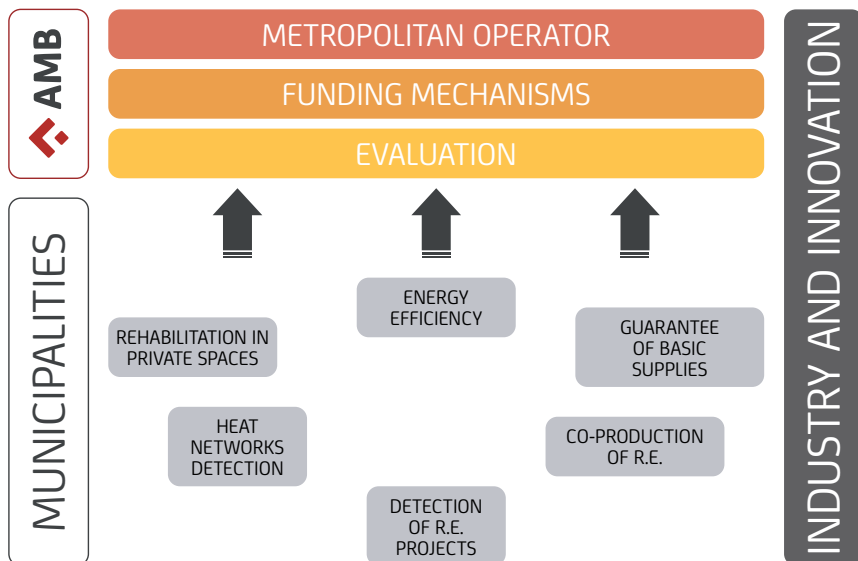 AMB
METROPOLITAN OPERATOR
FUNDING MECHANISMS
EVALUATION
INDUSTRY AND INNOVATION
MUNICIPALITIES
REHABILITATION IN
PRIVATE SPACES
ENERGY
EFFICIENCY
GUARANTEE
OF BASIC
SUPPLIES
HEAT
NETWORKS
DETECTION
CO-PRODUCTION
OF R.E.
DETECTION
OF R.E.
PROJECTS